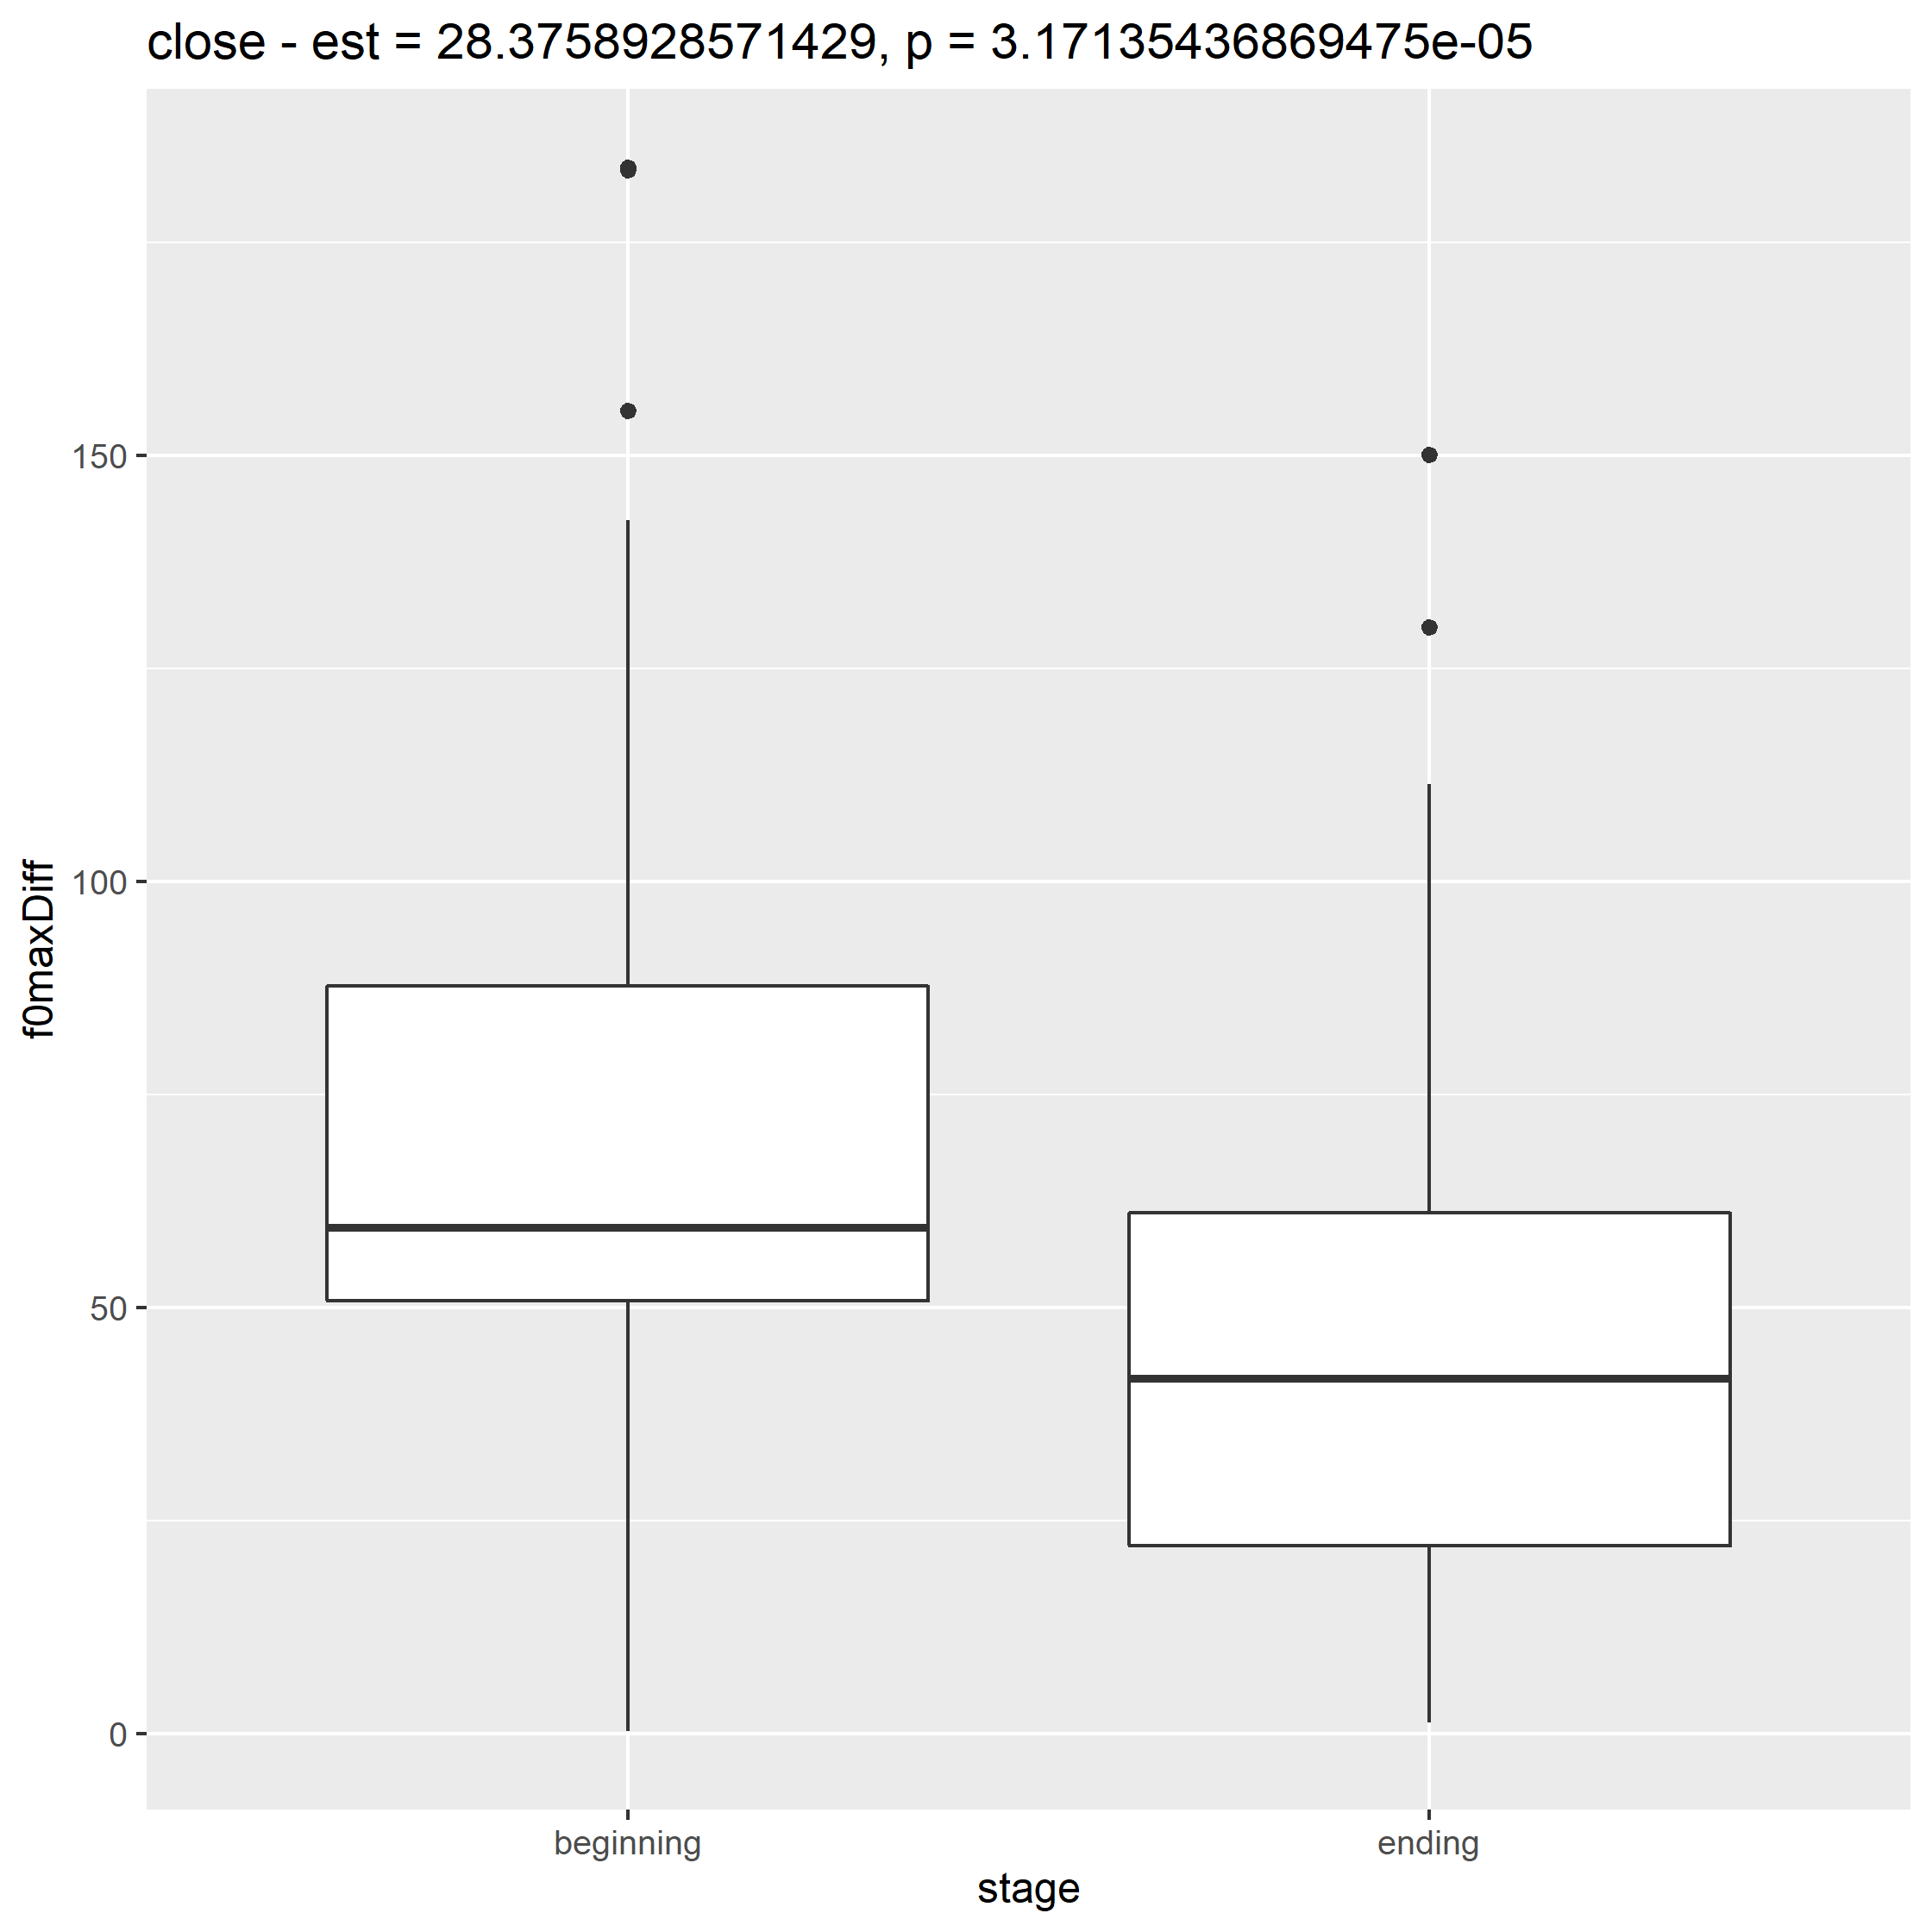 close - est = 28.3758928571429, p = 3.17135436869475e-05
f0maxDiff
150
100
50
0
beginning
ending
stage